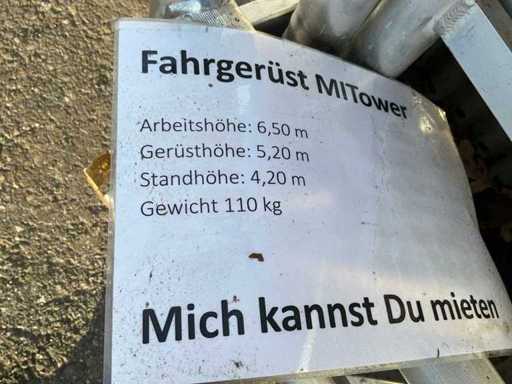 Fahrgerüst MITower
Arbeitshöhe: 6,50 m
Gerüsthöhe: 5,20 m
Standhöhe: 4,20 m
Gewicht 110 kg
Mich kannst Du mieten